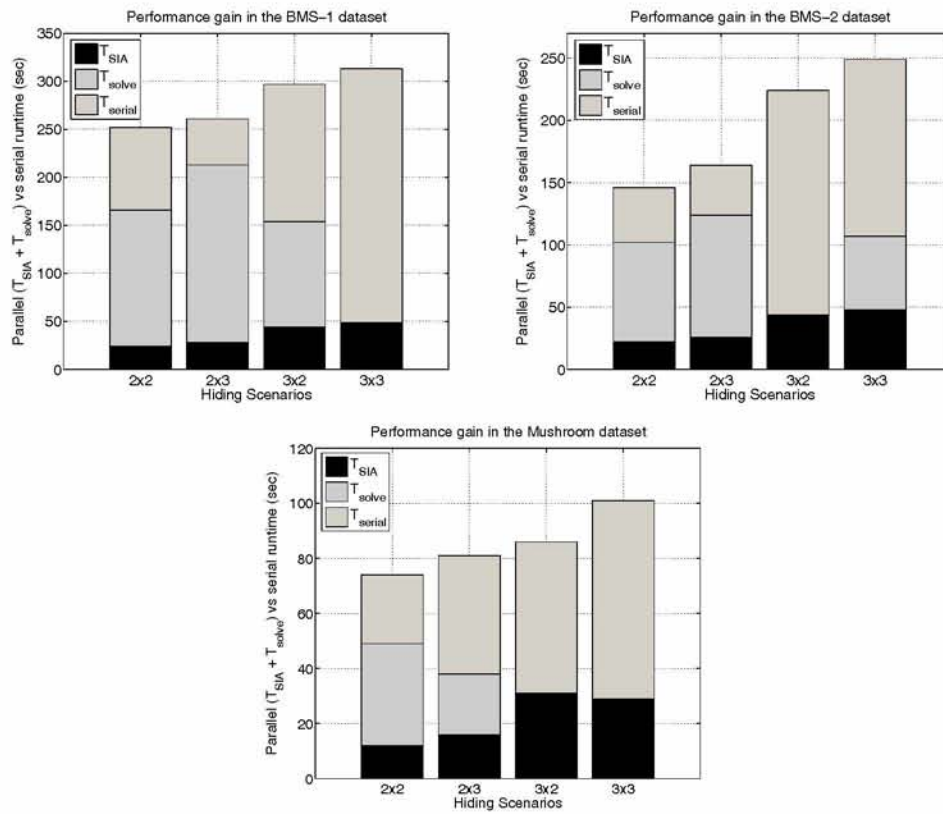 Performance gain in the BMS-1 dataset
Parallel (T_SIA + T_solve) vs serial runtime (sec)
350
300
250
200
150
100
50
0
T_SIA
T_solve
T_serial
2x2 2x3 3x2 3x3
Hiding Scenarios
Performance gain in the BMS-2 dataset
Parallel (T_SIA + T_solve) vs serial runtime (sec)
250
200
150
100
50
0
T_SIA
T_solve
T_serial
2x2 2x3 3x2 3x3
Hiding Scenarios
Performance gain in the Mushroom dataset
Parallel (T_SIA + T_solve) vs serial runtime (sec)
120
100
80
60
40
20
0
T_SIA
T_solve
T_serial
2x2 2x3 3x2 3x3
Hiding Scenarios